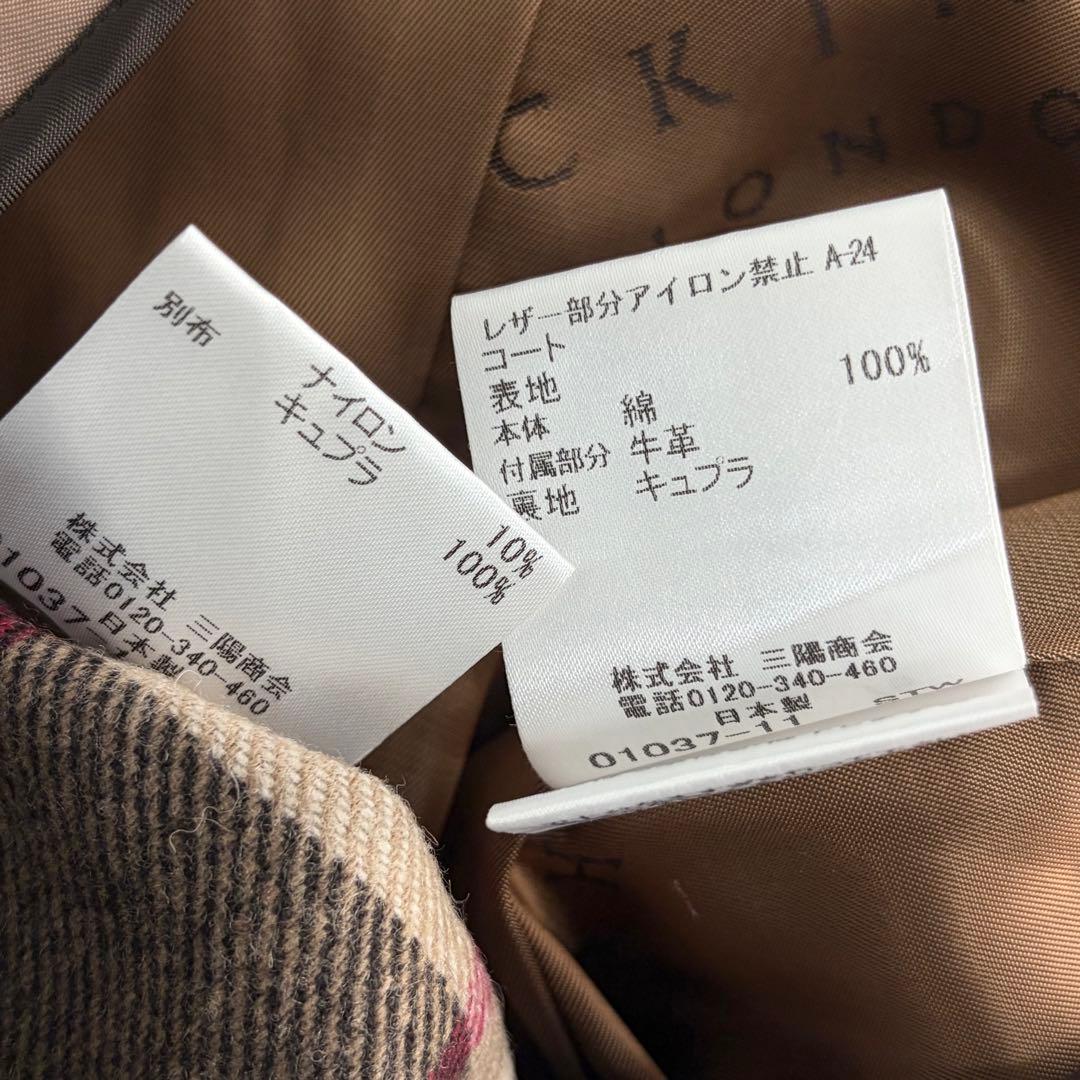 CKI
LONDO
別布
ナイロン
キュプラ
10%
100%
株式会社 三陽商会
電話0120-340-460
日本製
01037-
レザー部分アイロン禁止 A-24
コート
表地
本体 綿 100%
付属部分 牛革
裏地 キュプラ
株式会社 三陽商会
電話0120-340-460
日本製 STW
01037-11
H